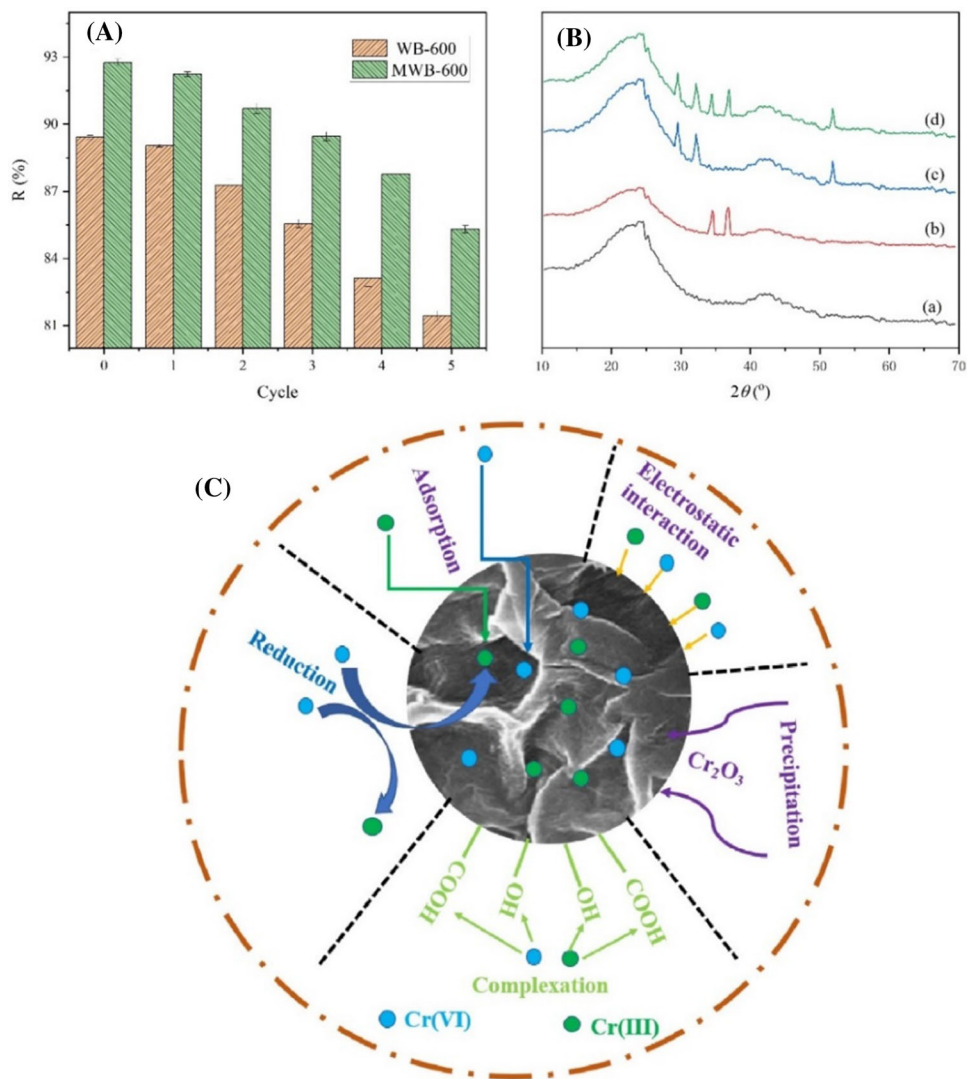 (A)
WB-600
MWB-600
93
90
87
84
81
R (%)
0 1 2 3 4 5
Cycle
(B)
(d)
(c)
(b)
(a)
10 20 30 40 50 60 70
2θ (°)
(C)
Adsorption
Electrostatic
interaction
Reduction
Precipitation
Cr₂O₃
COOH
OH
OH
COOH
Complexation
Cr(VI)
Cr(III)